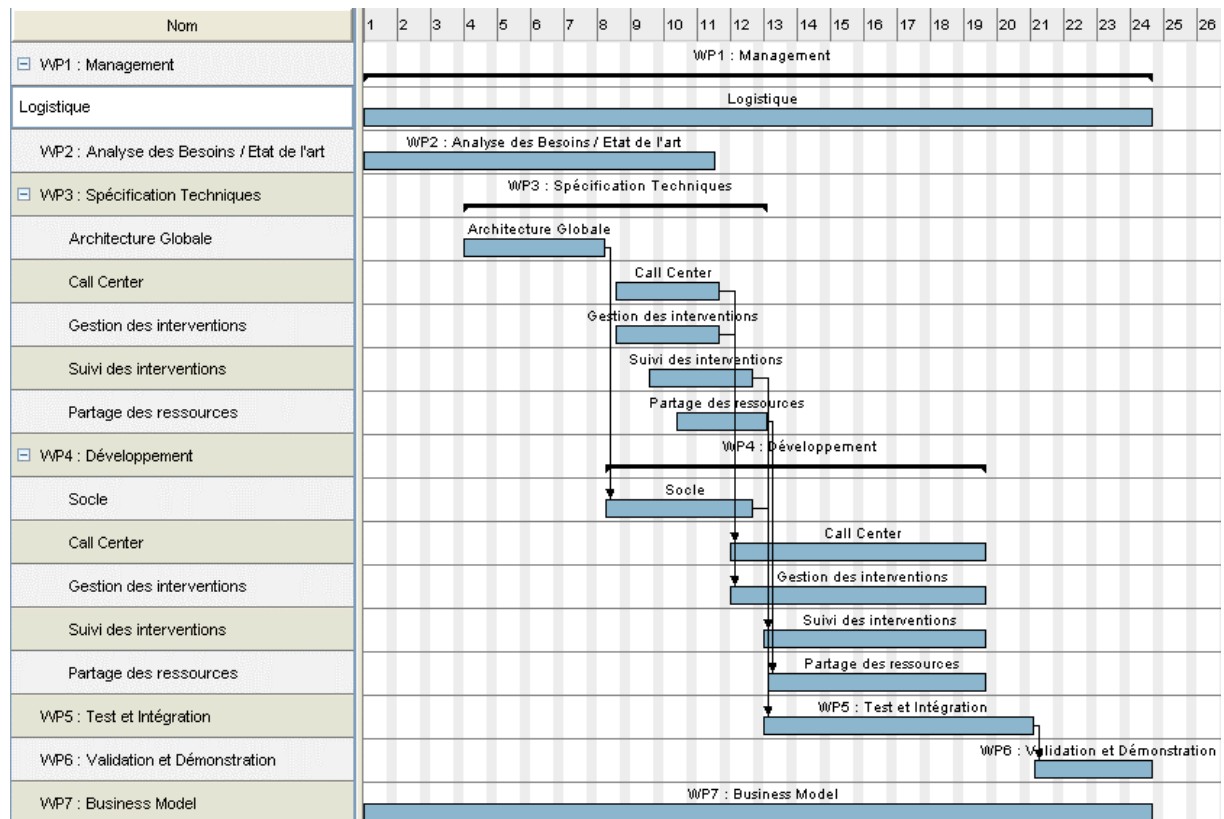 Nom 1 2 3 4 5 6 7 8 9 10 11 12 13 14 15 16 17 18 19 20 21 22 23 24 25 26
WP1 : Management WP1 : Management
Logistique Logistique
WP2 : Analyse des Besoins / Etat de l'art WP2 : Analyse des Besoins / Etat de l'art
WP3 : Spécification Techniques WP3 : Spécification Techniques
Architecture Globale Architecture Globale
Call Center Call Center
Gestion des interventions Gestion des interventions
Suivi des interventions Suivi des interventions
Partage des ressources Partage des ressources
WP4 : Développement WP4 : Développement
Socle Socle
Call Center Call Center
Gestion des interventions Gestion des interventions
Suivi des interventions Suivi des interventions
Partage des ressources Partage des ressources
WP5 : Test et Intégration WP5 : Test et Intégration
WP6 : Validation et Démonstration WP6 : Validation et Démonstration
WP7 : Business Model WP7 : Business Model